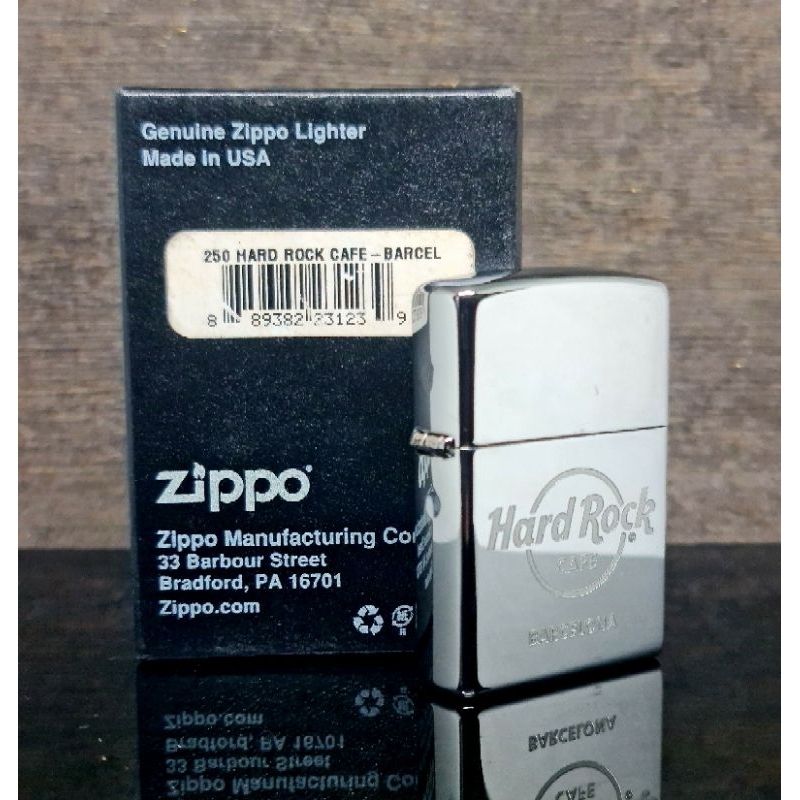 Genuine Zippo Lighter
Made in USA
250 HARD ROCK CAFE - BARCEL
8 89382 23123 9
zippo
Zippo Manufacturing Co
33 Barbour Street
Bradford, PA 16701
Zippo.com
Hard Rock
CAFE
BARCELONA